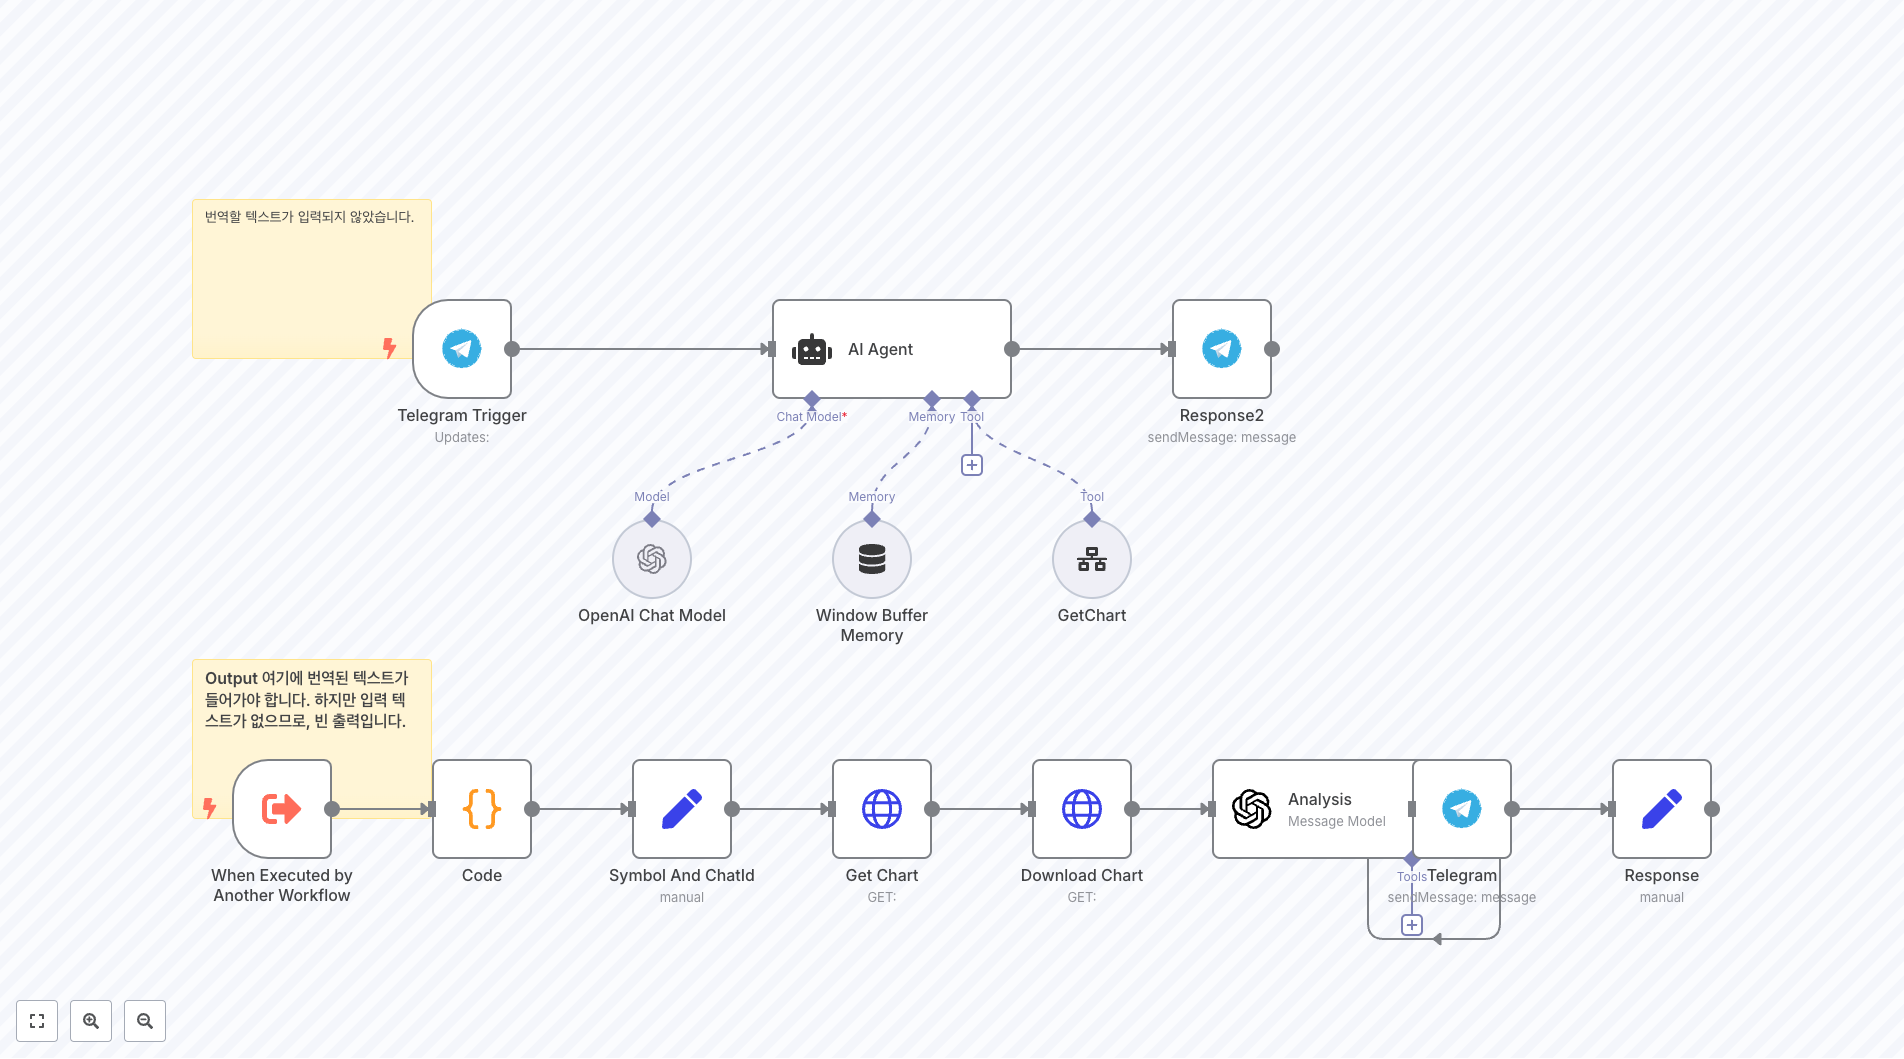 번역할 텍스트가 입력되지 않았습니다.
Telegram Trigger
Updates:
AI Agent
Chat Model*
Memory
Tool
Response2
sendMessage: message
Model
Memory
Tool
OpenAI Chat Model
Window Buffer
Memory
GetChart
Output 여기에 번역된 텍스트가
들어가야 합니다. 하지만 입력 텍
스트가 없으므로, 빈 출력입니다.
When Executed by
Another Workflow
Code
Symbol And ChatId
manual
Get Chart
GET:
Download Chart
GET:
Analysis
Message Model
Tools
Telegram
sendMessage: message
Response
manual